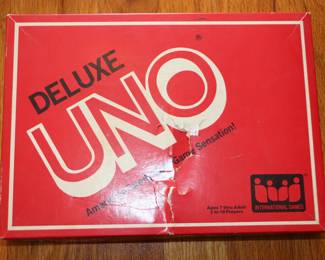 DELUXE
UNO
®
Game Sensation!
Ages 7 thru Adult
2 to 10 Players
INTERNATIONAL GAMES